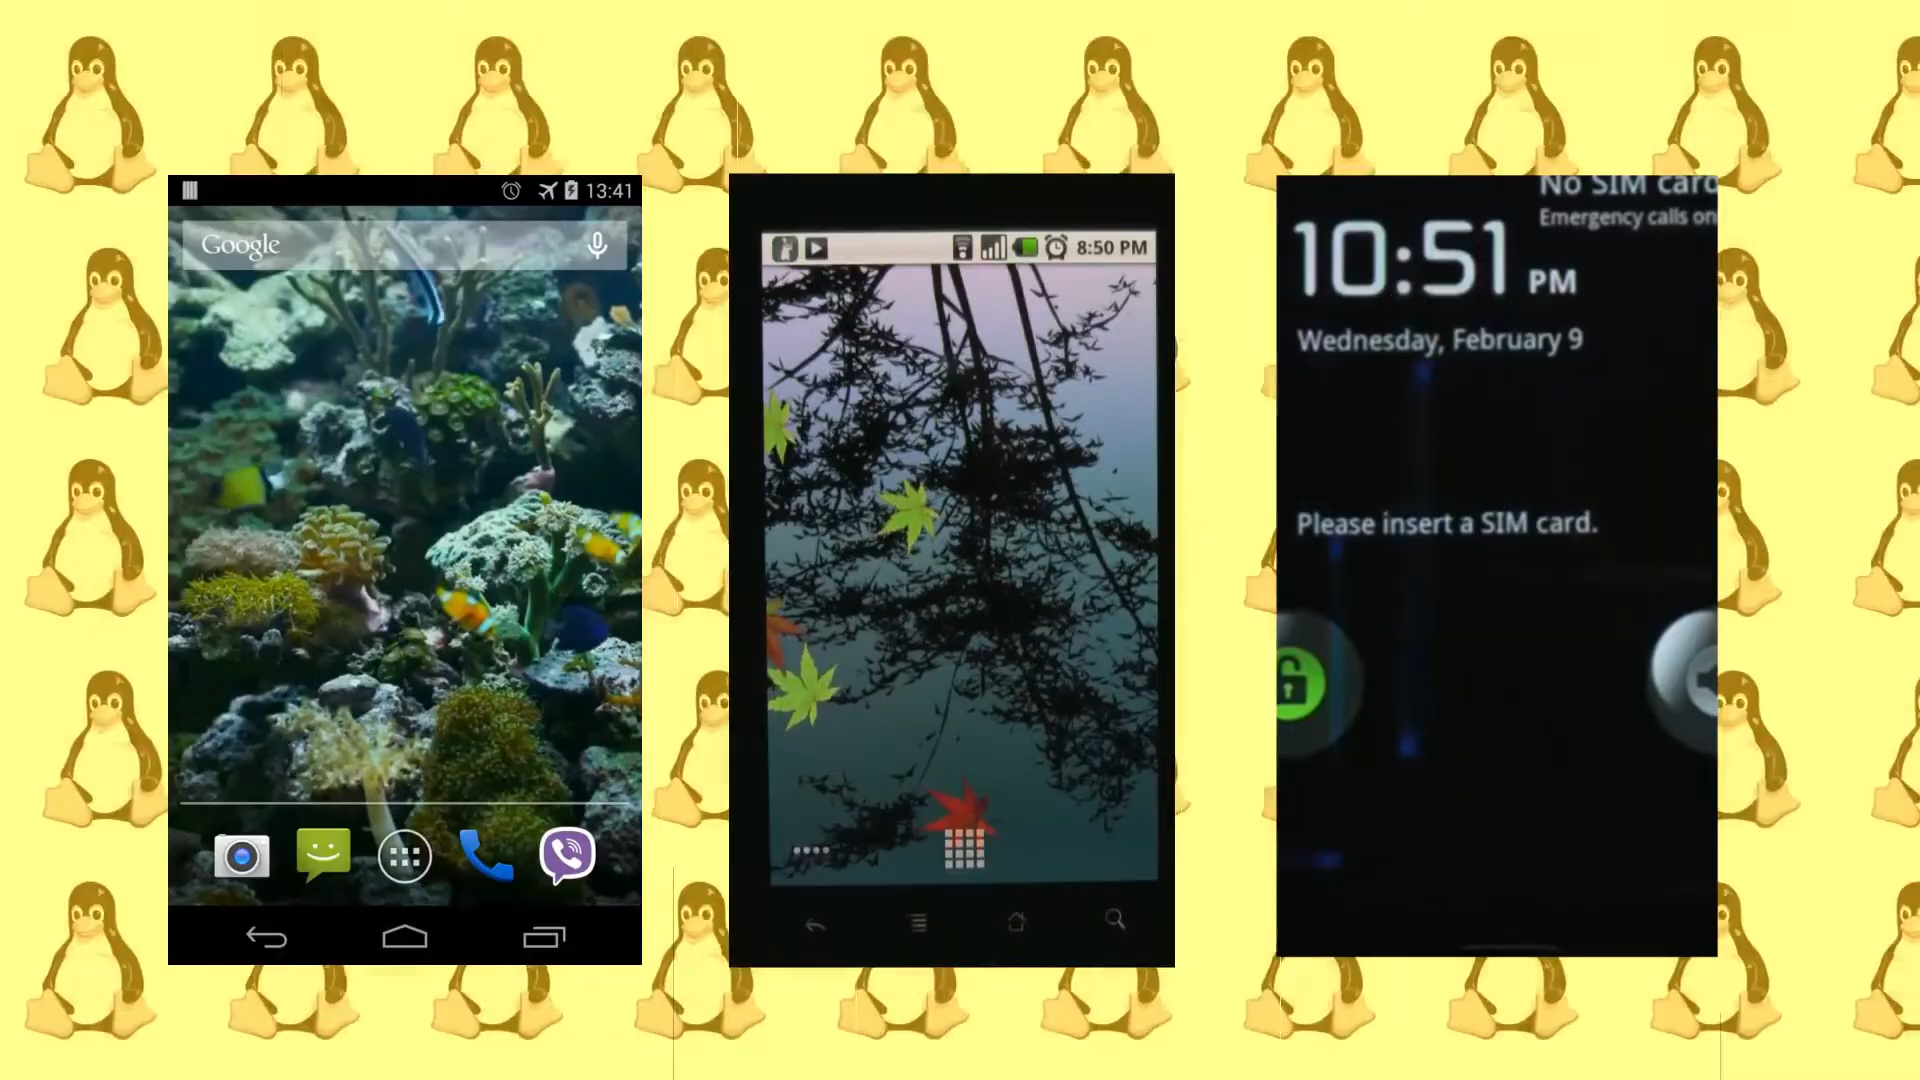 13:41
Google
8:50 PM
No SIM card
Emergency calls on
10:51 PM
Wednesday, February 9
Please insert a SIM card.